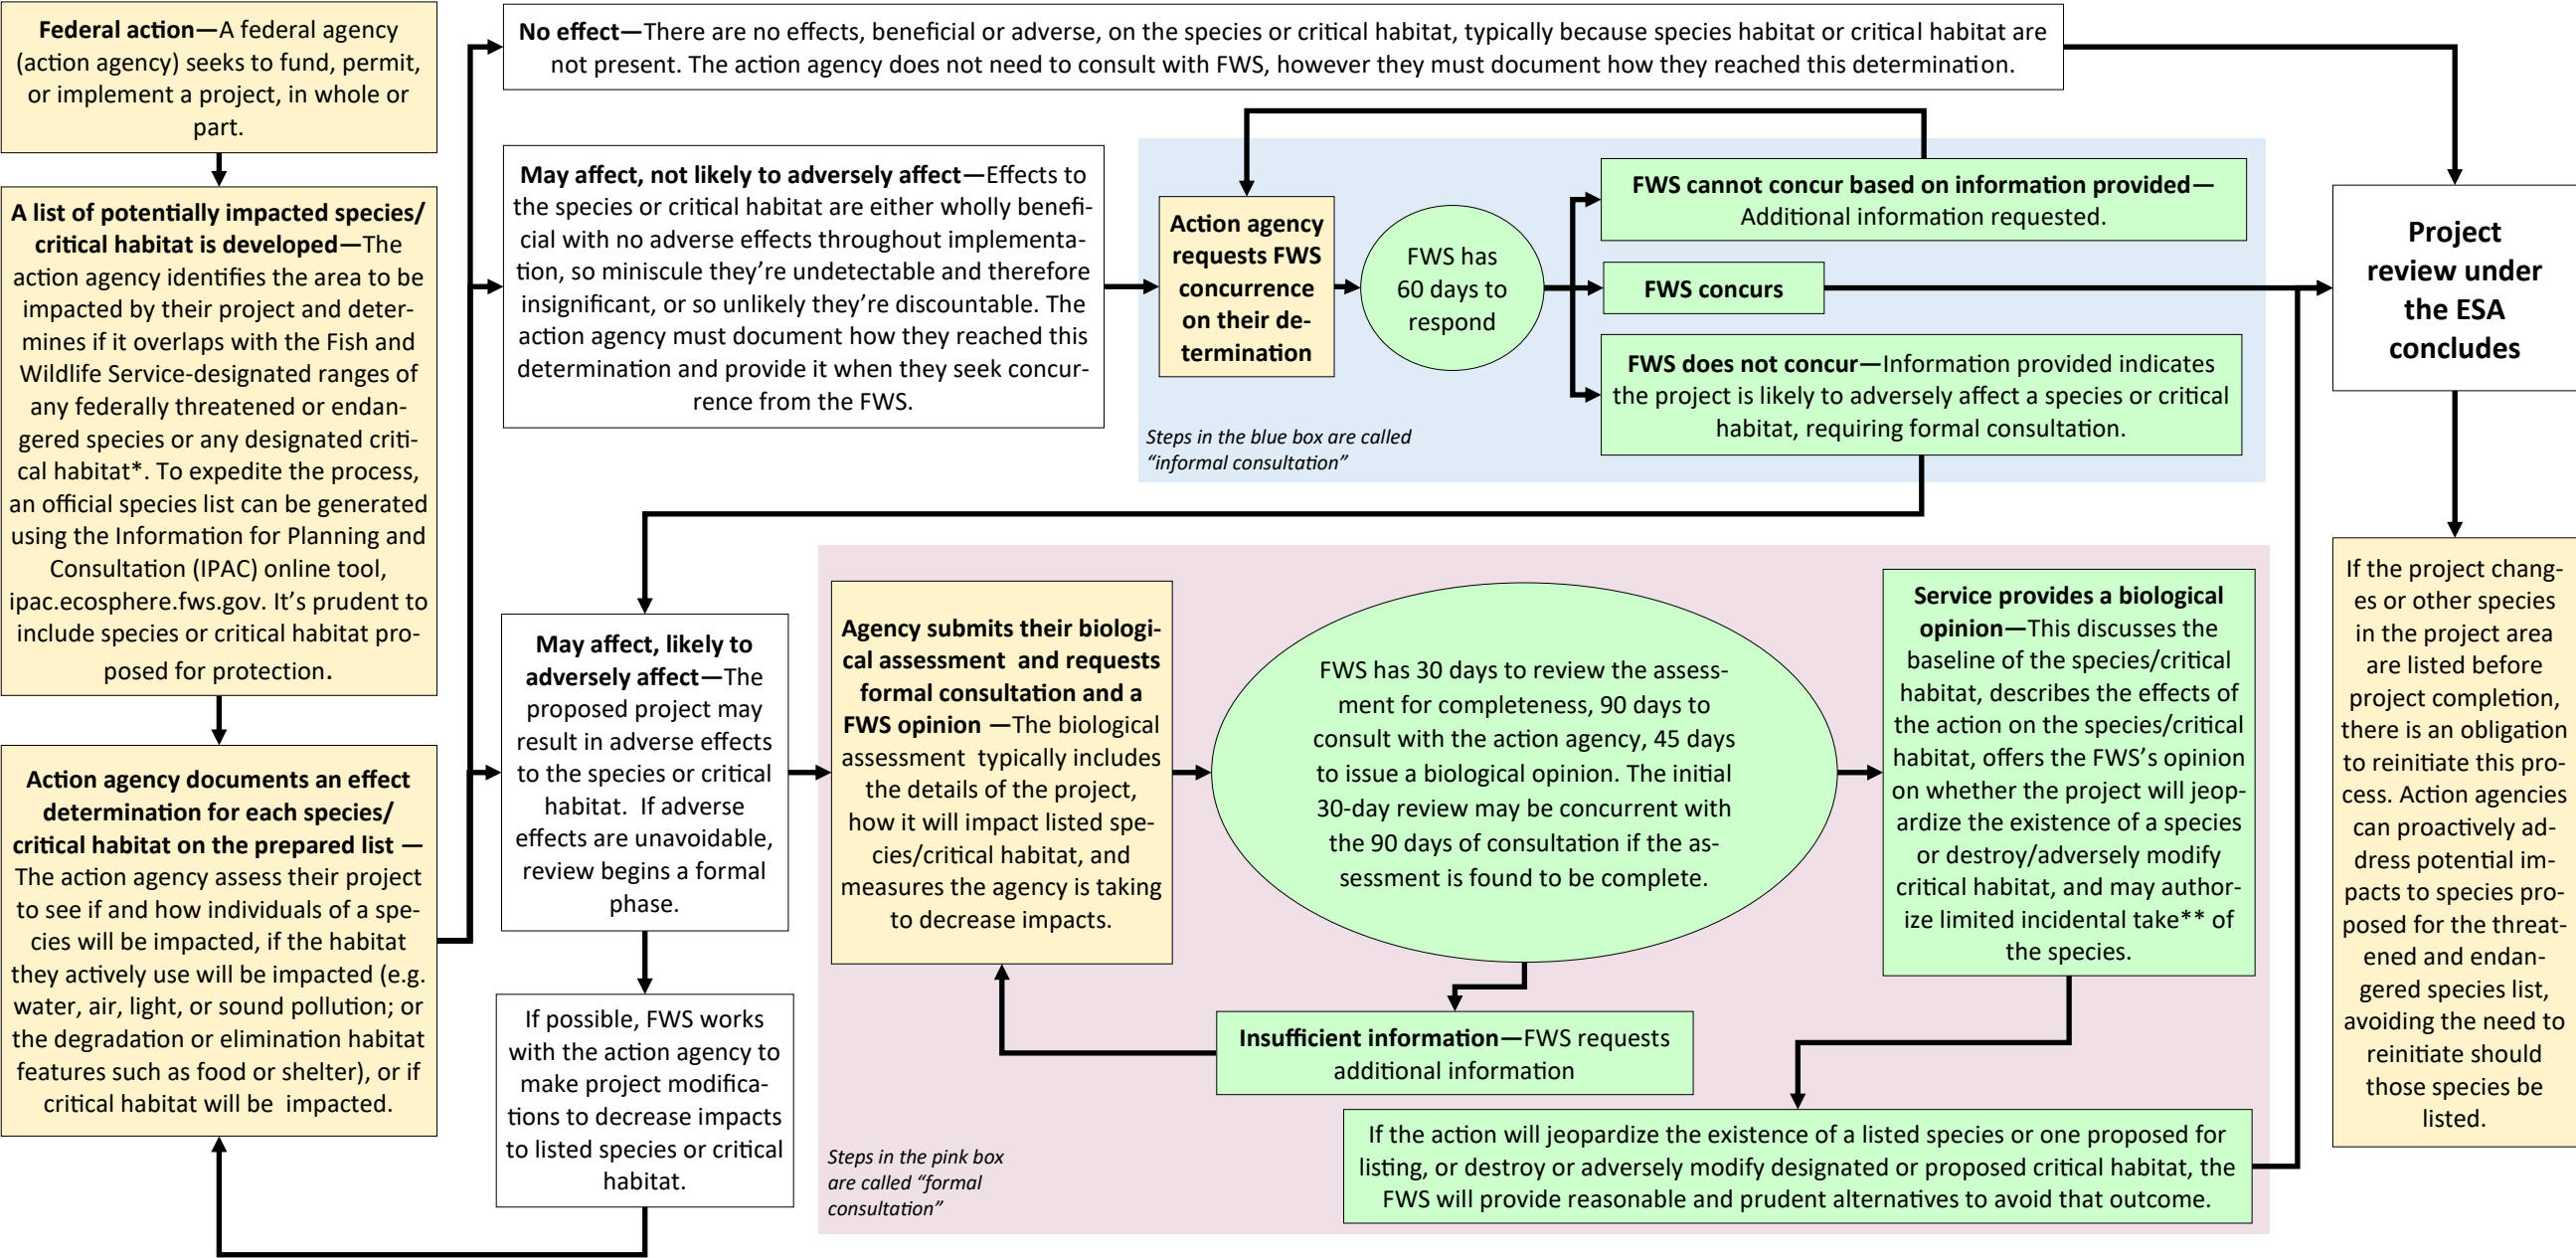 Federal action—A federal agency
(action agency) seeks to fund, permit,
or implement a project, in whole or
part.
A list of potentially impacted species/
critical habitat is developed—The
action agency identifies the area to be
impacted by their project and deter-
mines if it overlaps with the Fish and
Wildlife Service-designated ranges of
any federally threatened or endan-
gered species or any designated criti-
cal habitat*. To expedite the process,
an official species list can be generated
using the Information for Planning and
Consultation (IPAC) online tool,
ipac.ecosphere.fws.gov. It's prudent to
include species or critical habitat pro-
posed for protection.
Action agency documents an effect
determination for each species/
critical habitat on the prepared list —
The action agency assess their project
to see if and how individuals of a spe-
cies will be impacted, if the habitat
they actively use will be impacted (e.g.
water, air, light, or sound pollution; or
the degradation or elimination habitat
features such as food or shelter), or if
critical habitat will be  impacted.
No effect—There are no effects, beneficial or adverse, on the species or critical habitat, typically because species habitat or critical habitat are
not present. The action agency does not need to consult with FWS, however they must document how they reached this determination.
May affect, not likely to adversely affect—Effects to
the species or critical habitat are either wholly benefi-
cial with no adverse effects throughout implementa-
tion, so miniscule they're undetectable and therefore
insignificant, or so unlikely they're discountable. The
action agency must document how they reached this
determination and provide it when they seek concur-
rence from the FWS.
Action agency
requests FWS
concurrence
on their de-
termination
FWS has
60 days to
respond
FWS cannot concur based on information provided—
Additional information requested.
FWS concurs
FWS does not concur—Information provided indicates
the project is likely to adversely affect a species or critical
habitat, requiring formal consultation.
Steps in the blue box are called
"informal consultation"
May affect, likely to
adversely affect—The
proposed project may
result in adverse effects
to the species or critical
habitat.  If adverse
effects are unavoidable,
review begins a formal
phase.
If possible, FWS works
with the action agency to
make project modifica-
tions to decrease impacts
to listed species or critical
habitat.
Agency submits their biologi-
cal assessment  and requests
formal consultation and a
FWS opinion —The biological
assessment  typically includes
the details of the project,
how it will impact listed spe-
cies/critical habitat, and
measures the agency is taking
to decrease impacts.
FWS has 30 days to review the assess-
ment for completeness, 90 days to
consult with the action agency, 45 days
to issue a biological opinion. The initial
30-day review may be concurrent with
the 90 days of consultation if the as-
sessment is found to be complete.
Insufficient information—FWS requests
additional information
Service provides a biological
opinion—This discusses the
baseline of the species/critical
habitat, describes the effects of
the action on the species/critical
habitat, offers the FWS's opinion
on whether the project will jeop-
ardize the existence of a species
or destroy/adversely modify
critical habitat, and may author-
ize limited incidental take** of
the species.
If the action will jeopardize the existence of a listed species or one proposed for
listing, or destroy or adversely modify designated or proposed critical habitat, the
FWS will provide reasonable and prudent alternatives to avoid that outcome.
Steps in the pink box
are called "formal
consultation"
Project
review under
the ESA
concludes
If the project chang-
es or other species
in the project area
are listed before
project completion,
there is an obligation
to reinitiate this pro-
cess. Action agencies
can proactively ad-
dress potential im-
pacts to species pro-
posed for the threat-
ened and endan-
gered species list,
avoiding the need to
reinitiate should
those species be
listed.